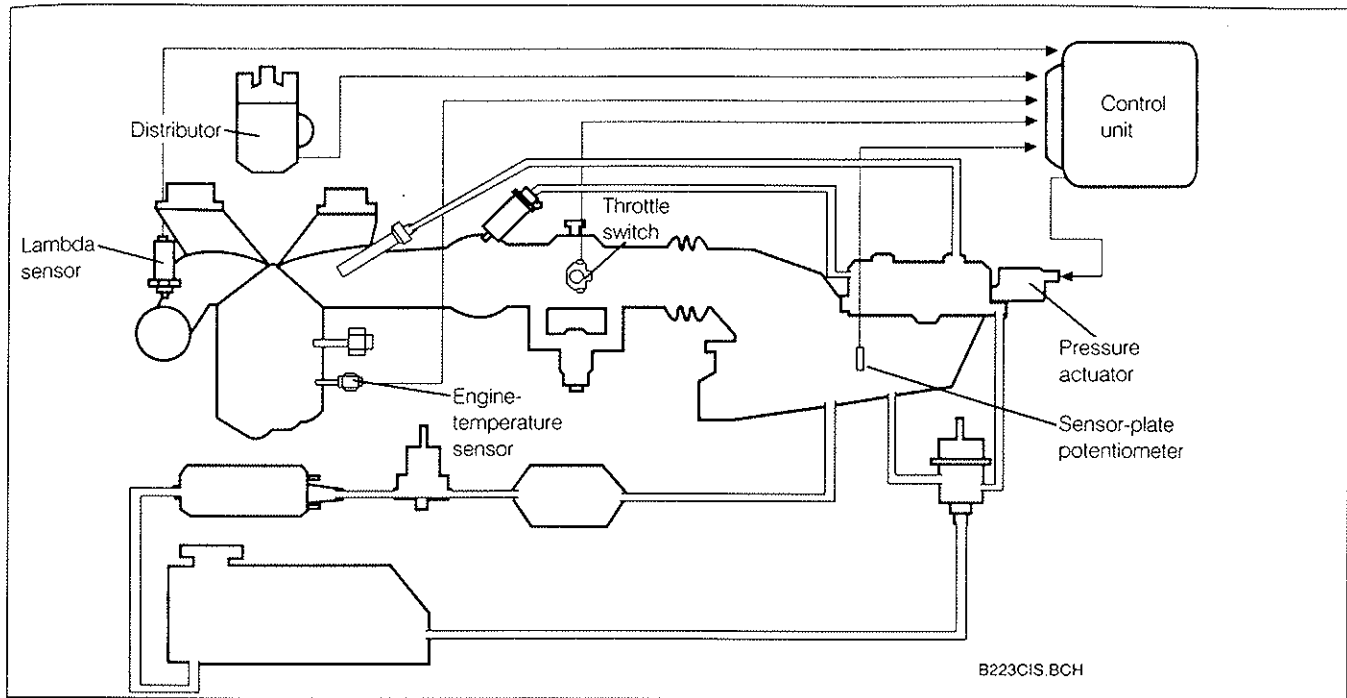 Control
unit
Distributor
Throttle
switch
Lambda
sensor
Pressure
actuator
Engine-
temperature
sensor
Sensor-plate
potentiometer
B223CIS.BCH